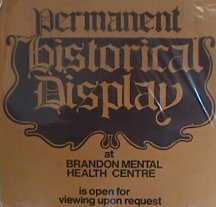 Permanent
Historical
Display
at
BRANDON MENTAL
HEALTH CENTRE
is open for
viewing upon request